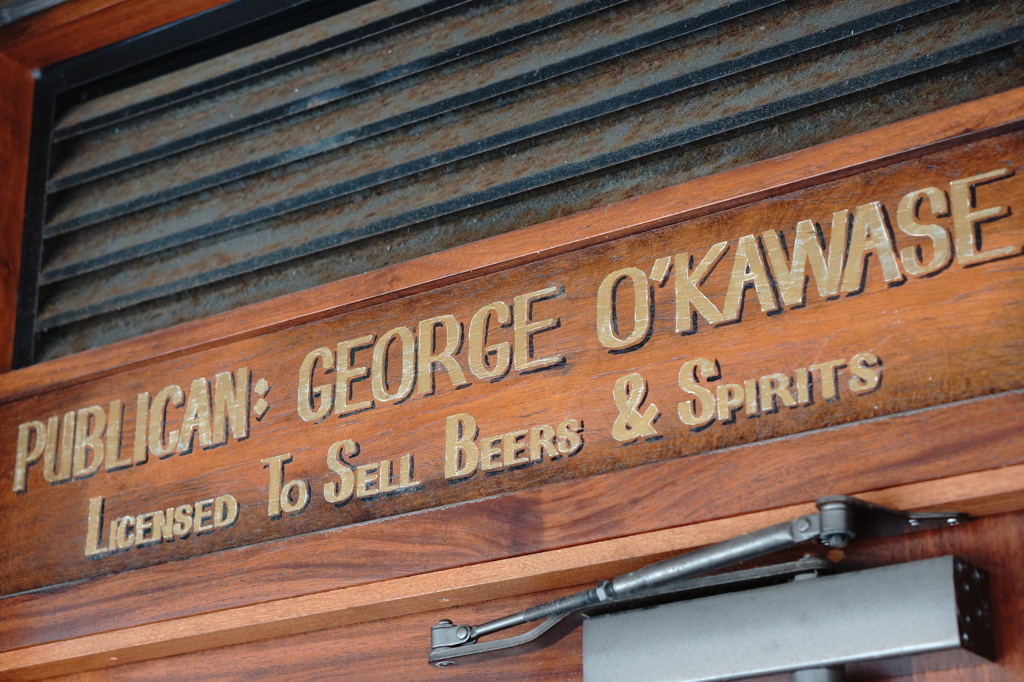 PUBLICAN: GEORGE O'KAWASE
LICENSED TO SELL BEERS & SPIRITS